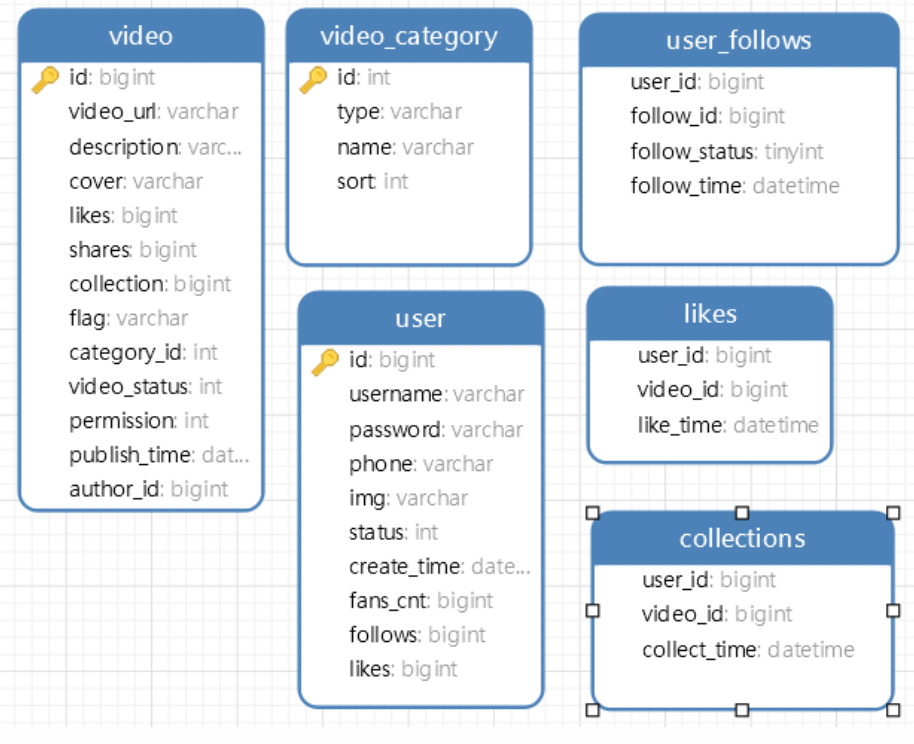 video
id: bigint
video_url: varchar
description: varc...
cover: varchar
likes: bigint
shares: bigint
collection: bigint
flag: varchar
category_id: int
video_status: int
permission: int
publish_time: dat...
author_id: bigint
video_category
id: int
type: varchar
name: varchar
sort: int
user_follows
user_id: bigint
follow_id: bigint
follow_status: tinyint
follow_time: datetime
user
id: bigint
username: varchar
password: varchar
phone: varchar
img: varchar
status: int
create_time: date...
fans_cnt: bigint
follows: bigint
likes: bigint
likes
user_id: bigint
video_id: bigint
like_time: datetime
collections
user_id: bigint
video_id: bigint
collect_time: datetime